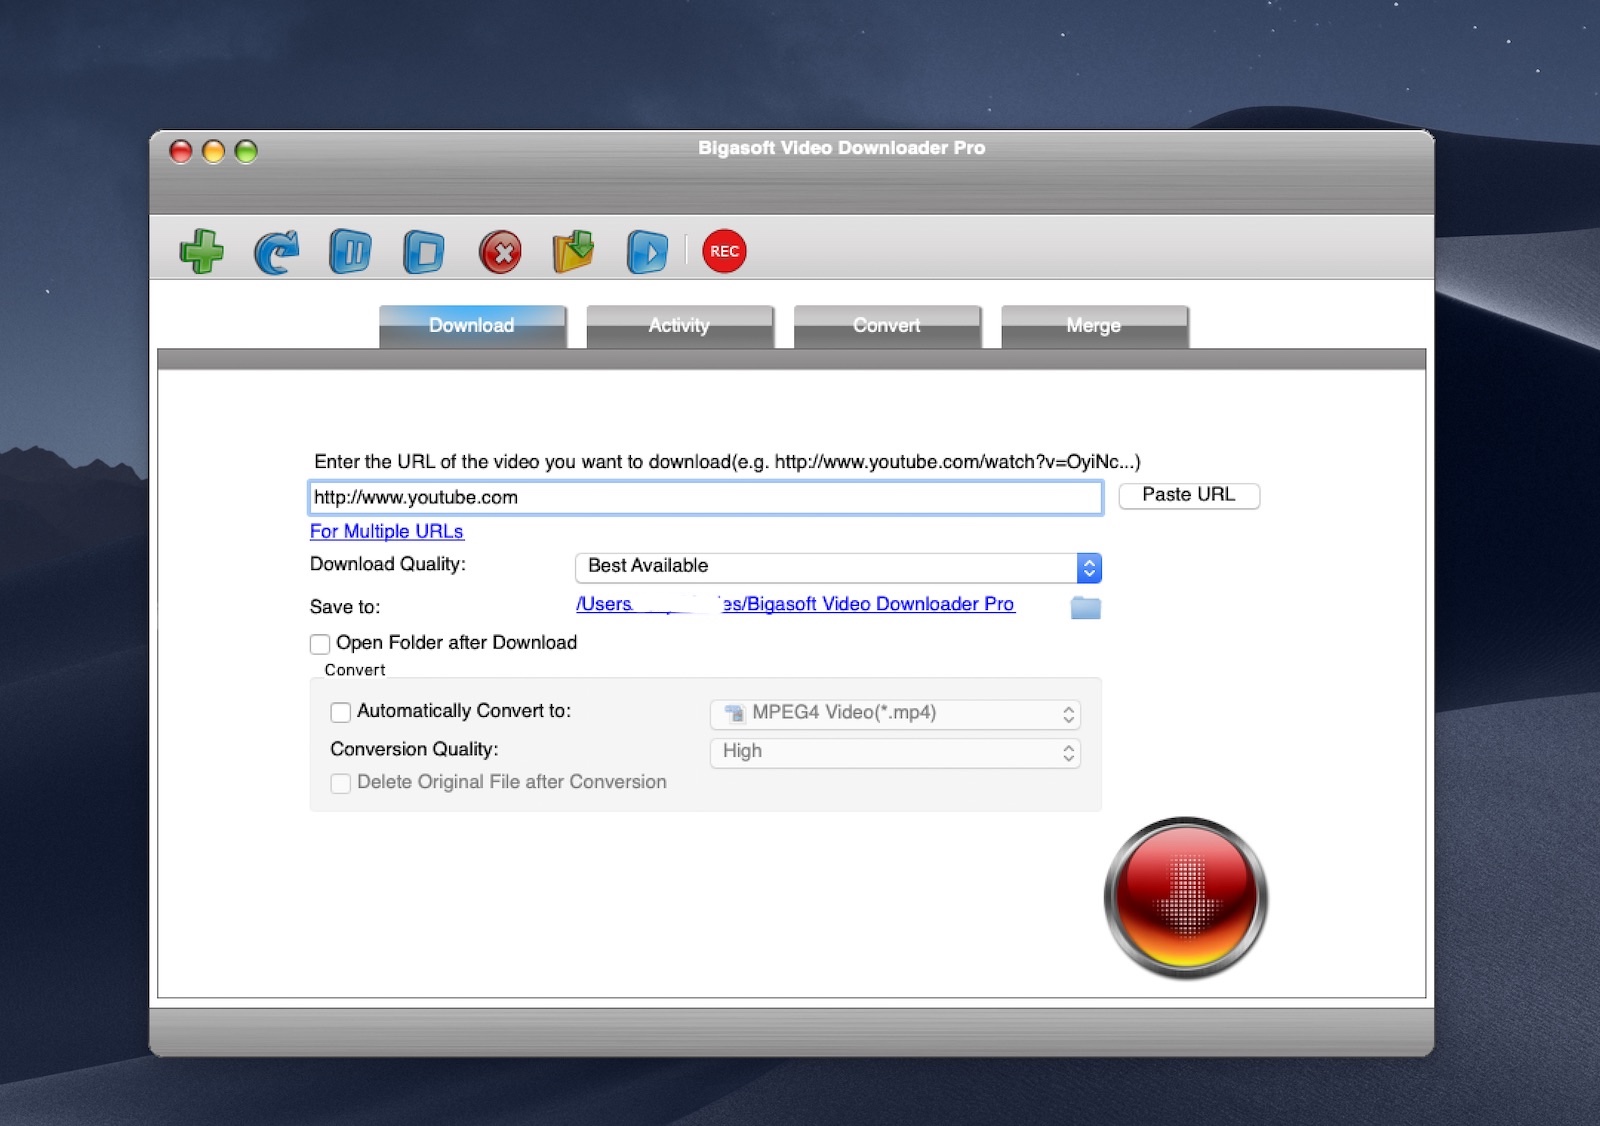 Bigasoft Video Downloader Pro
REC
Download Activity Convert Merge
Enter the URL of the video you want to download(e.g. http://www.youtube.com/watch?v=OyiNc...)
http://www.youtube.com Paste URL
For Multiple URLs
Download Quality: Best Available
Save to: /Users es/Bigasoft Video Downloader Pro
Open Folder after Download
Convert
Automatically Convert to: MPEG4 Video(*.mp4)
Conversion Quality: High
Delete Original File after Conversion